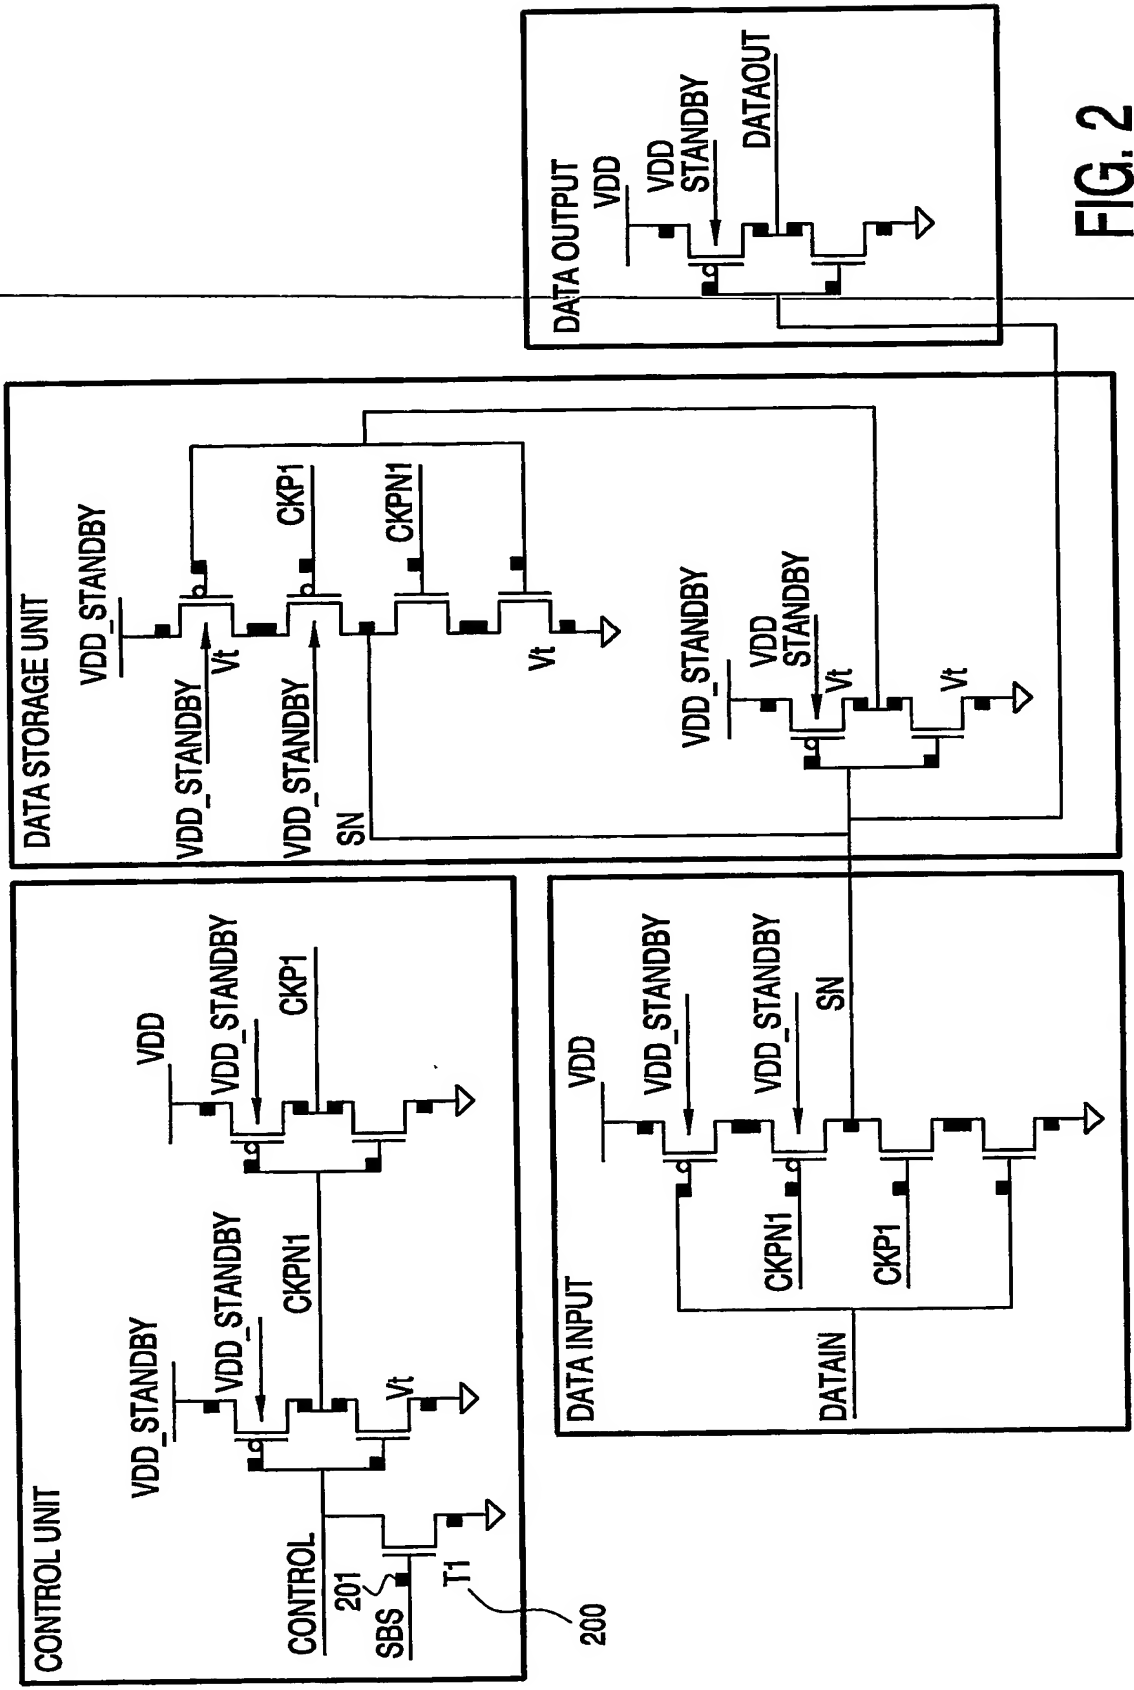 CONTROL UNIT
VDD_STANDBY
VDD_STANDBY
CKPN1
Vt
CONTROL
201
SBS
T1
200
VDD
VDD_STANDBY
CKP1
DATA INPUT
DATAIN
VDD
VDD_STANDBY
VDD_STANDBY
CKPN1
CKP1
SN
DATA STORAGE UNIT
VDD_STANDBY
VDD_STANDBY
Vt
VDD_STANDBY
SN
CKP1
CKPN1
Vt
VDD_STANDBY
VDD
STANDBY
Vt
Vt
DATA OUTPUT
VDD
VDD
STANDBY
DATAOUT
FIG. 2